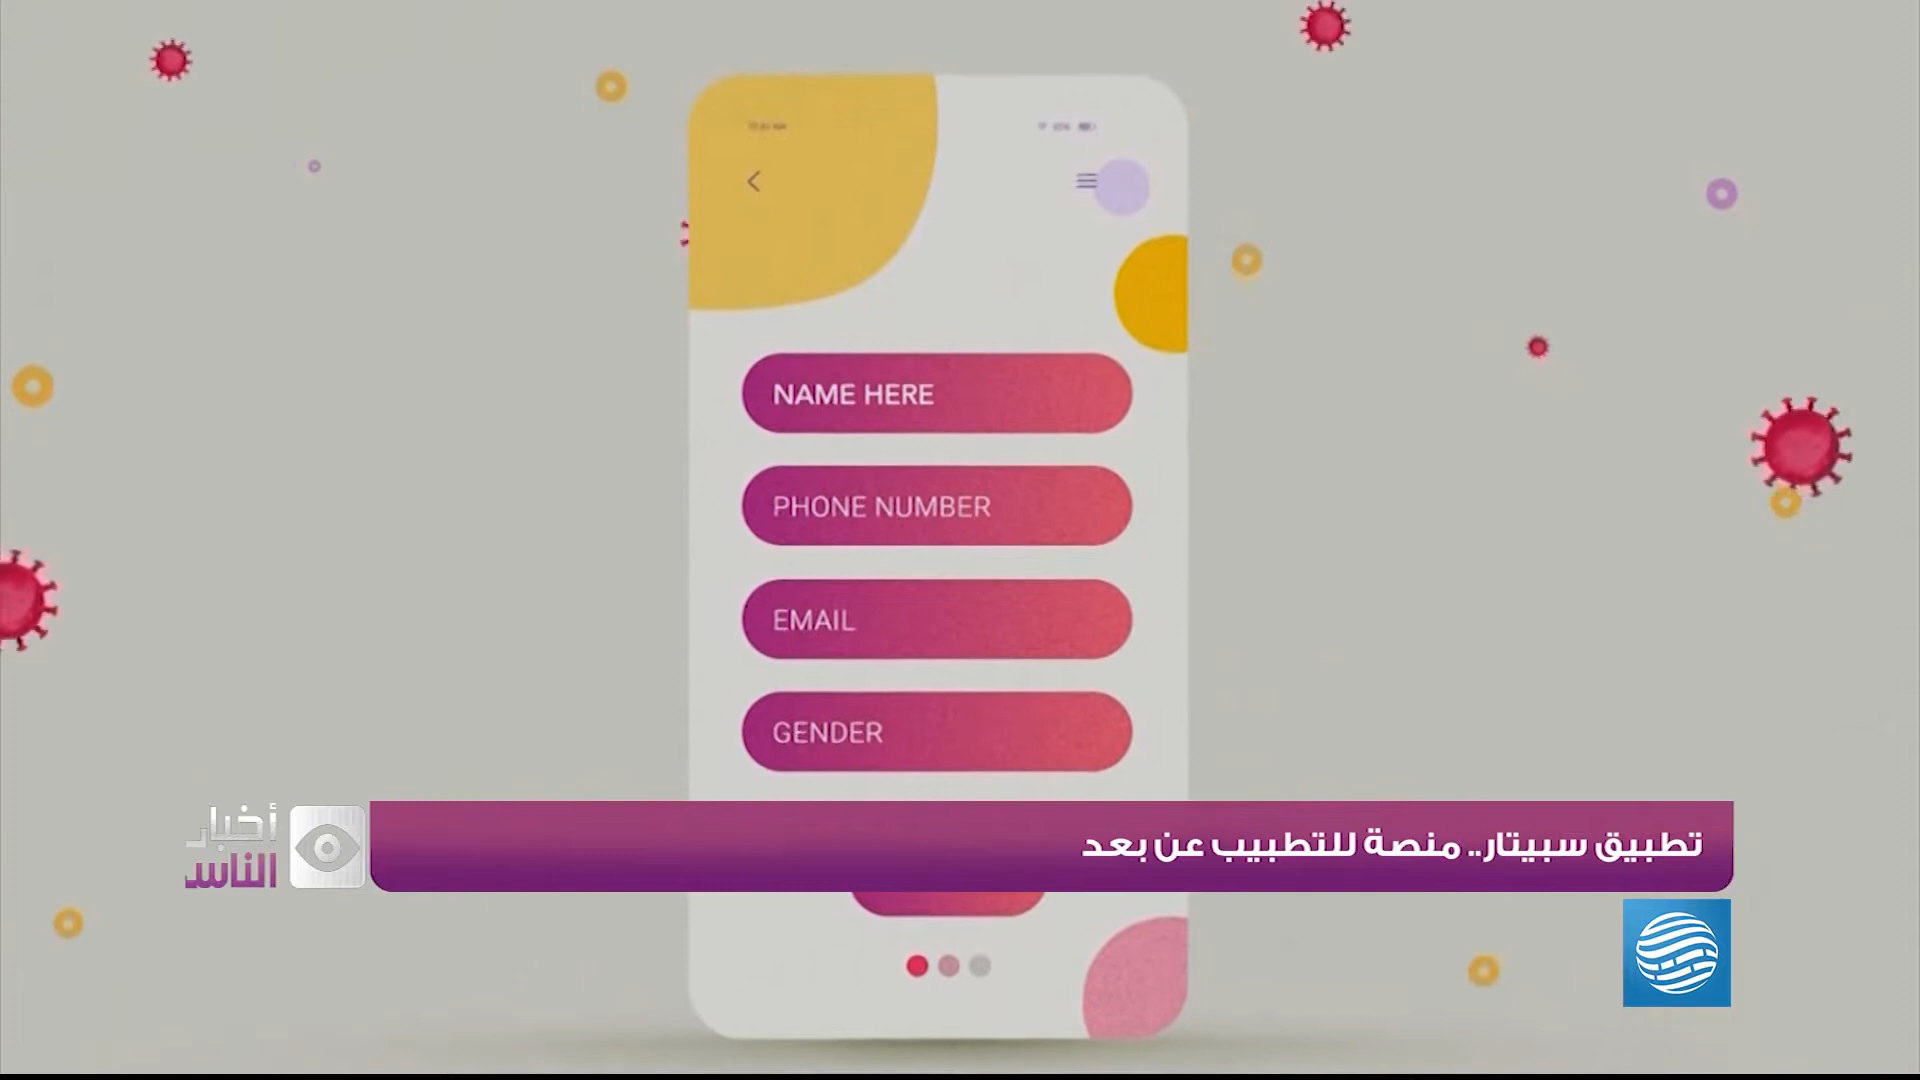 NAME HERE
PHONE NUMBER
EMAIL
GENDER
تطبيق سبيتار.. منصة للتطبيب عن بعد
أخبار
الناس